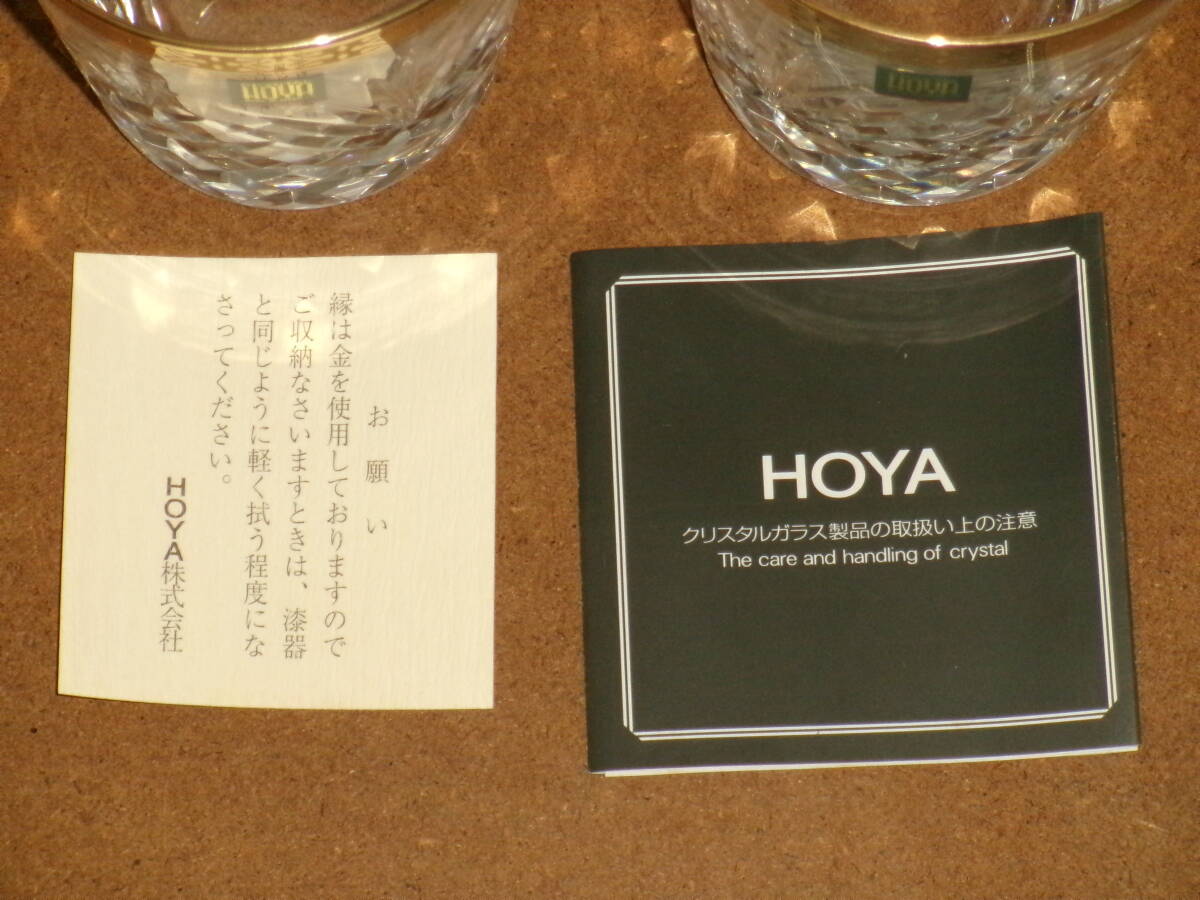 HOYA
HOYA
お願い
縁は金を使用しておりますので
ご収納なさいますときは、漆器
と同じように軽く拭う程度にな
さってください。
HOYA株式会社
HOYA
クリスタルガラス製品の取扱い上の注意
The care and handling of crystal